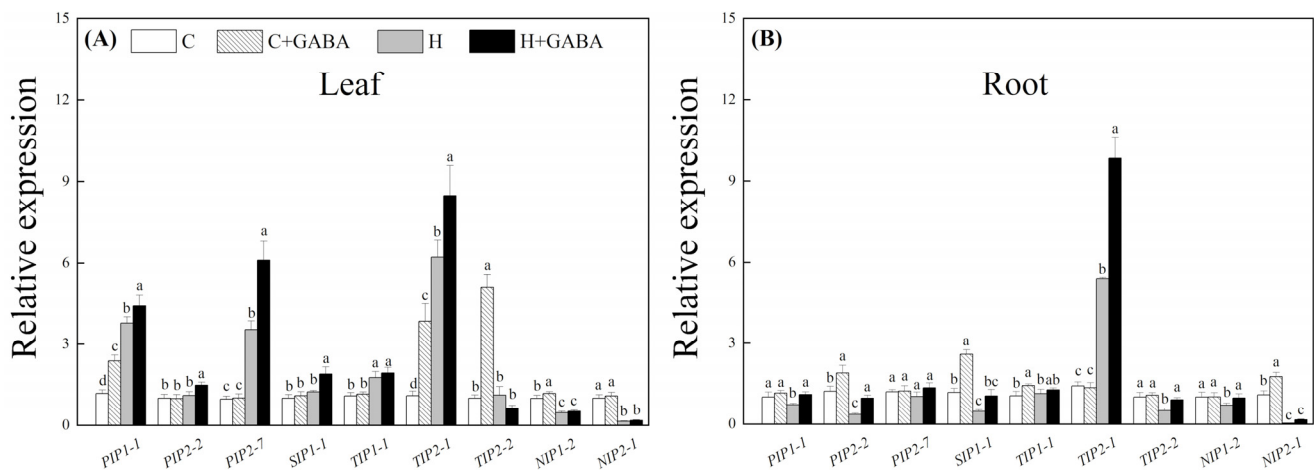 (A)
C
C+GABA
H
H+GABA
Leaf
Relative expression
15
12
9
6
3
0
d c b a
b b b a
c c b a
b b b a
b b a a
d c b a
b a b b
b a c c
a a b b
PIP1-1
PIP2-2
PIP2-7
SIP1-1
TIP1-1
TIP2-1
TIP2-2
NIP1-2
NIP2-1
(B)
Root
Relative expression
15
12
9
6
3
0
a a b a
b a c a
a a a a
b a c bc
b a b ab
c c b a
a a c a
a a b a
b a c c
PIP1-1
PIP2-2
PIP2-7
SIP1-1
TIP1-1
TIP2-1
TIP2-2
NIP1-2
NIP2-1